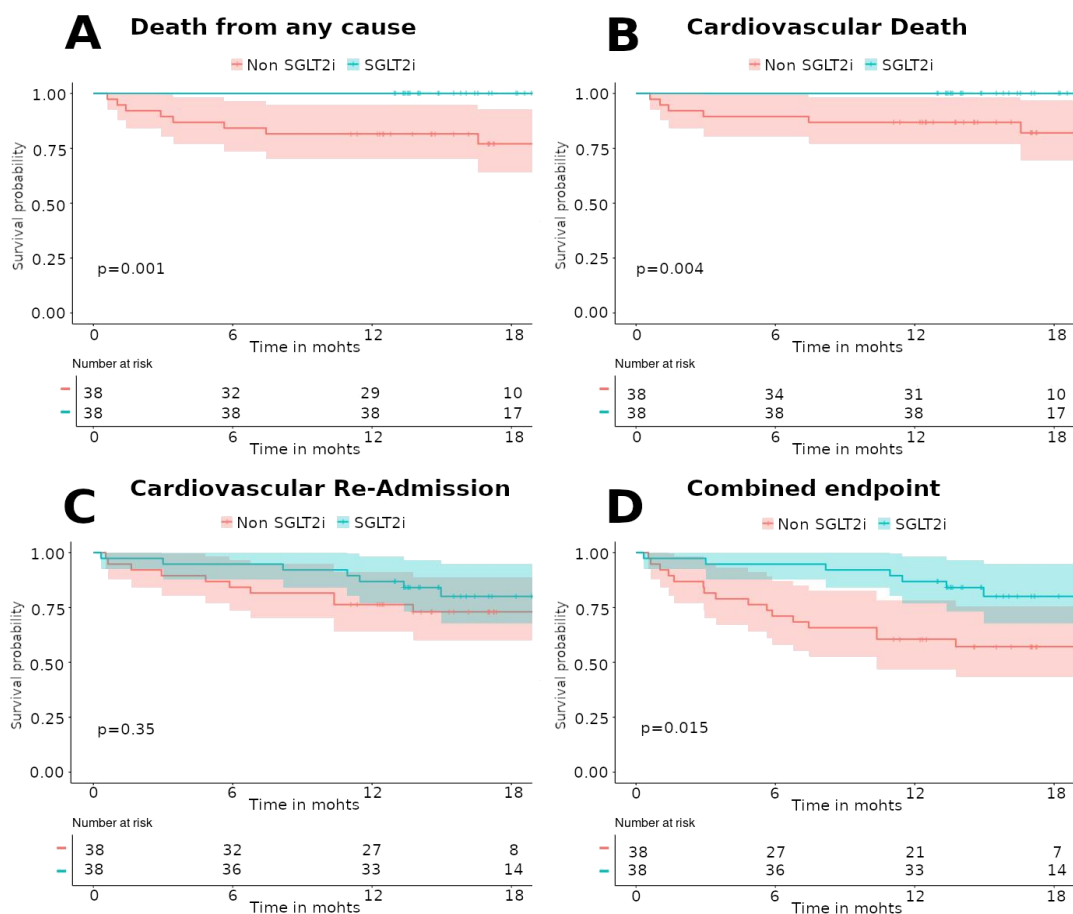 A Death from any cause
Non SGLT2i SGLT2i
Survival probability
1.00
0.75
0.50
0.25
0.00
p=0.001
0 6 12 18
Time in mohts
Number at risk
38 32 29 10
38 38 38 17
0 6 12 18
Time in mohts
B Cardiovascular Death
Non SGLT2i SGLT2i
Survival probability
1.00
0.75
0.50
0.25
0.00
p=0.004
0 6 12 18
Time in mohts
Number at risk
38 34 31 10
38 38 38 17
0 6 12 18
Time in mohts
C Cardiovascular Re-Admission
Non SGLT2i SGLT2i
Survival probability
1.00
0.75
0.50
0.25
0.00
p=0.35
0 6 12 18
Time in mohts
Number at risk
38 32 27 8
38 36 33 14
0 6 12 18
Time in mohts
D Combined endpoint
Non SGLT2i SGLT2i
Survival probability
1.00
0.75
0.50
0.25
0.00
p=0.015
0 6 12 18
Time in mohts
Number at risk
38 27 21 7
38 36 33 14
0 6 12 18
Time in mohts